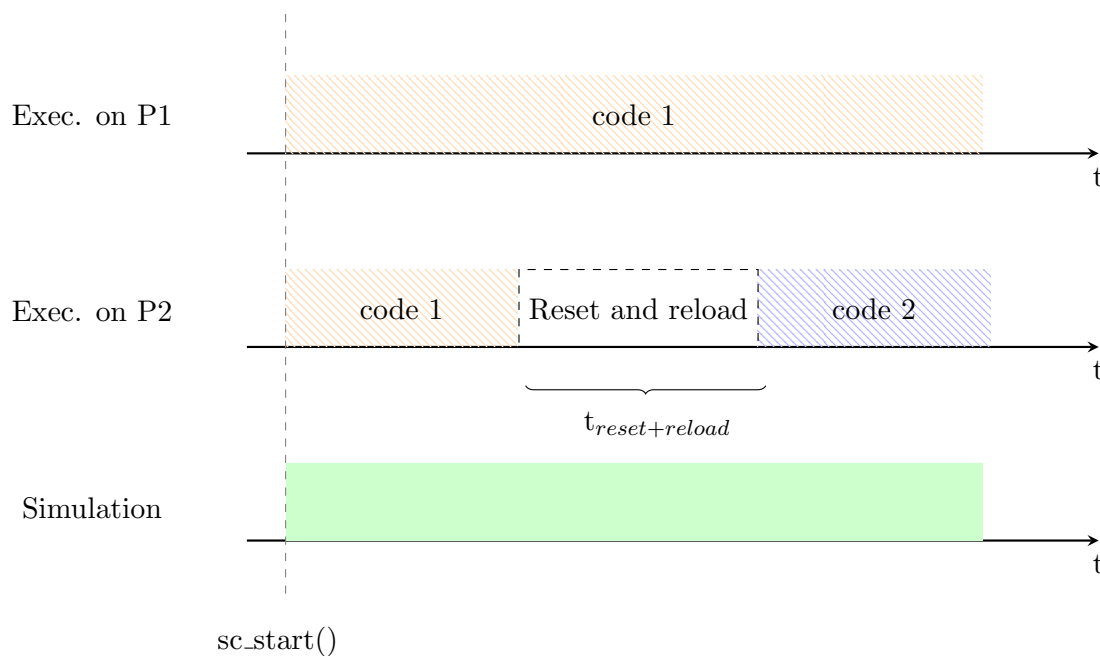 Exec. on P1
code 1
t
Exec. on P2
code 1
Reset and reload
code 2
t
t_{reset+reload}
Simulation
t
sc_start()